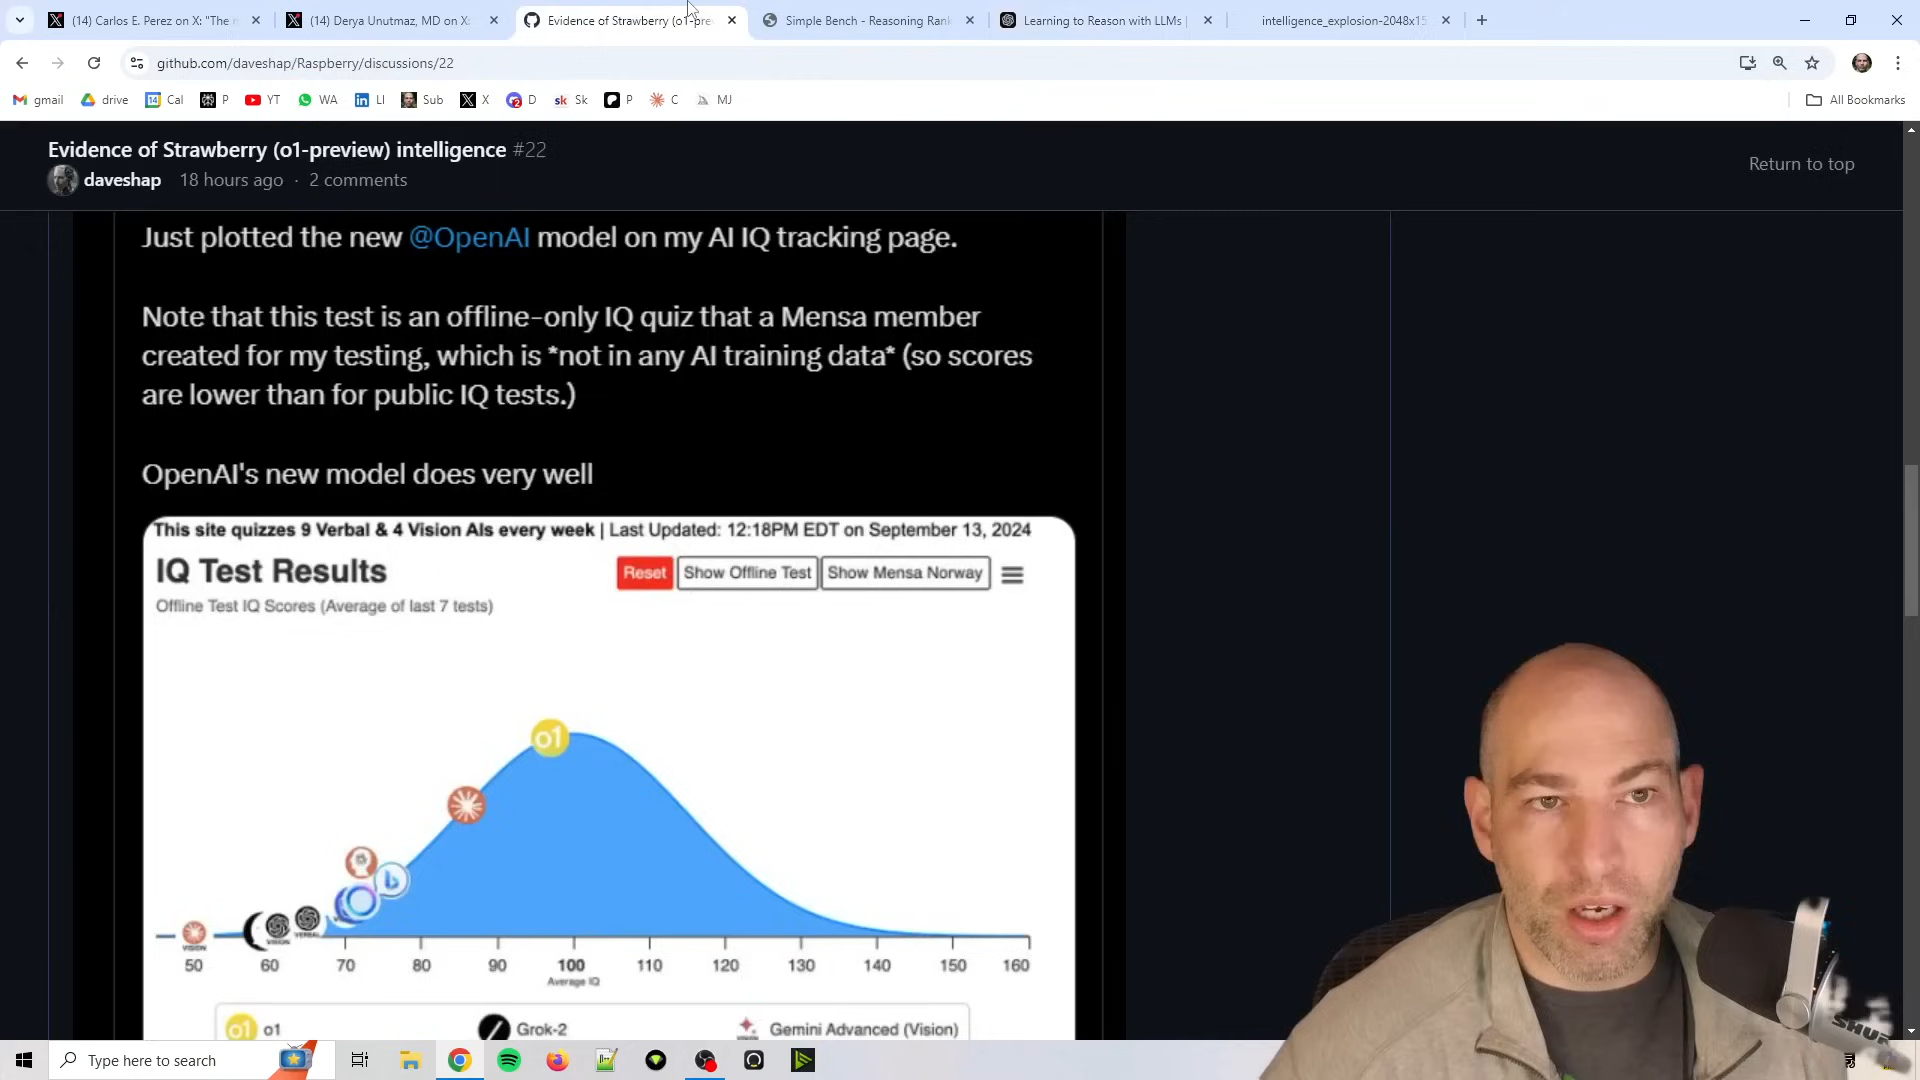 (14) Carlos E. Perez on X: "The n
(14) Derya Unutmaz, MD on X:
Evidence of Strawberry (o1-prev
Simple Bench - Reasoning Rank
Learning to Reason with LLMs |
intelligence_explosion-2048x15
github.com/daveshap/Raspberry/discussions/22
gmail
drive
14
Cal
P
YT
WA
LI
Sub
X
D
sk
Sk
P
C
MJ
All Bookmarks
Evidence of Strawberry (o1-preview) intelligence #22
daveshap 18 hours ago · 2 comments
Return to top
Just plotted the new @OpenAI model on my AI IQ tracking page.
Note that this test is an offline-only IQ quiz that a Mensa member
created for my testing, which is *not in any AI training data* (so scores
are lower than for public IQ tests.)
OpenAI's new model does very well
This site quizzes 9 Verbal & 4 Vision AIs every week | Last Updated: 12:18PM EDT on September 13, 2024
IQ Test Results
Reset
Show Offline Test
Show Mensa Norway
Offline Test IQ Scores (Average of last 7 tests)
o1
b
VISION
VISION
VERBAL
50 60 70 80 90 100 110 120 130 140 150 160
Average IQ
o1 o1
Grok-2
Gemini Advanced (Vision)
Type here to search
SHUR